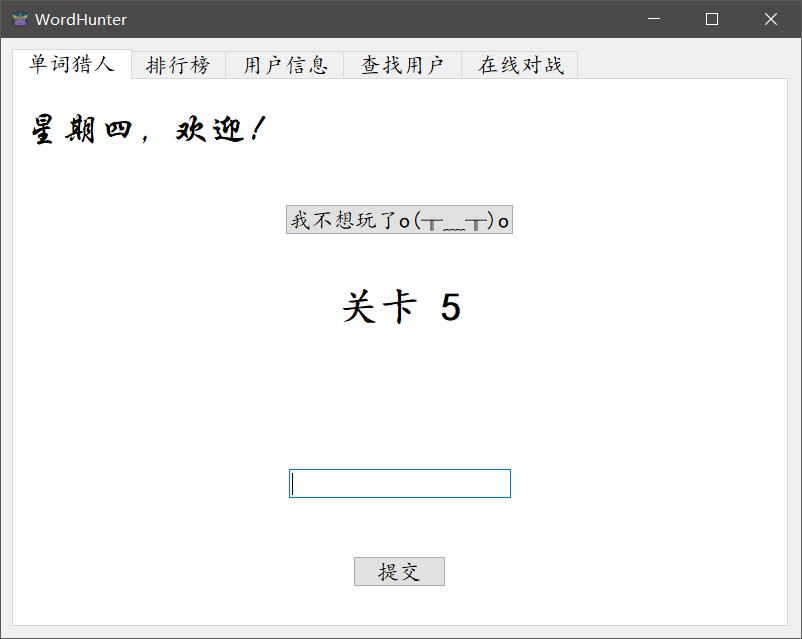 WordHunter
单词猎人 排行榜 用户信息 查找用户 在线对战
星期四，欢迎！
我不想玩了o(╥﹏╥)o
关卡 5
提交